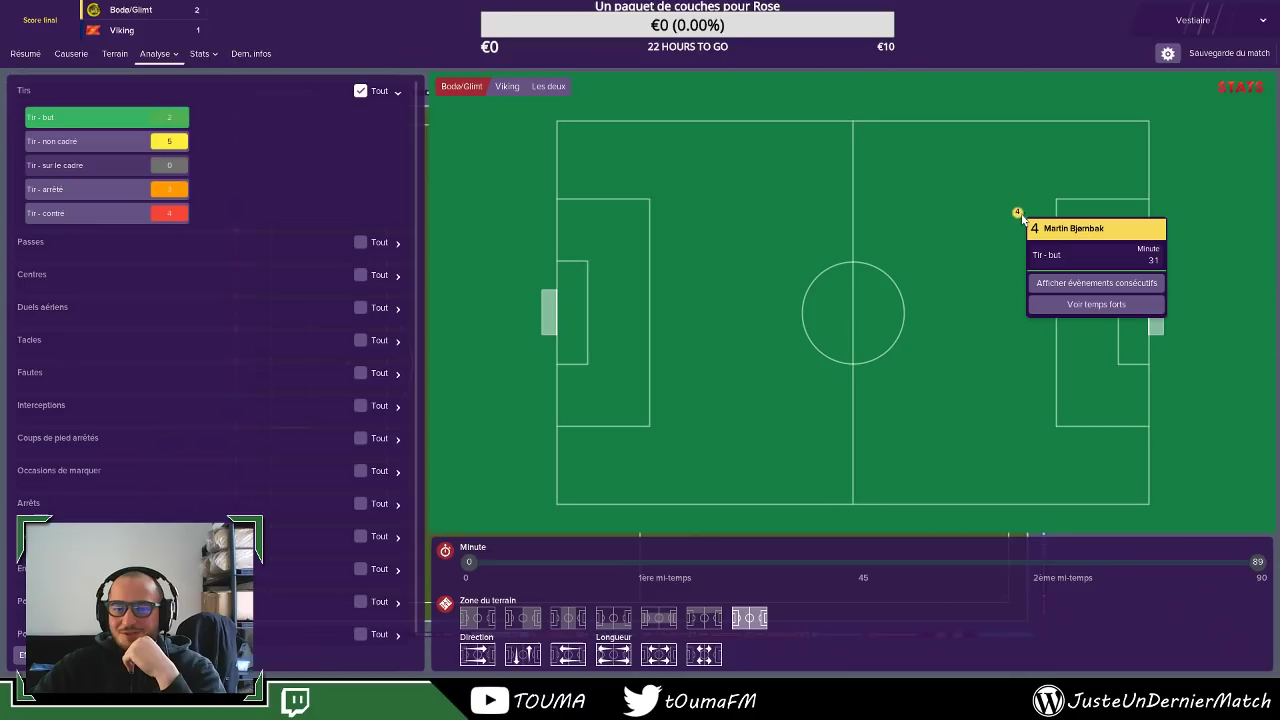 Un paquet de couches pour Rose
Score final
Bodø/Glimt 2
Viking 1
€0 (0.00%)
€0 22 HOURS TO GO €10
Vestiaire
Résumé Causerie Terrain Analyse Stats Dern. infos
Sauvegarde du match
Tirs Tout
Bodø/Glimt Viking Les deux
STATS
Tir - but 2
Tir - non cadré 5
Tir - sur le cadre 0
Tir - arrêté 3
Tir - contré 4
4
4 Martin Bjørnbak
Tir - but Minute
31
Afficher évènements consécutifs
Voir temps forts
Passes Tout
Centres Tout
Duels aériens Tout
Tacles Tout
Fautes Tout
Interceptions Tout
Coups de pied arrêtés Tout
Occasions de marquer Tout
Arrêts
Tout
Tout
Tout
Tout
Minute
0 89
0 1ère mi-temps 45 2ème mi-temps 90
Zone du terrain
Direction Longueur
TOUMA
tOumaFM
JusteUnDernierMatch